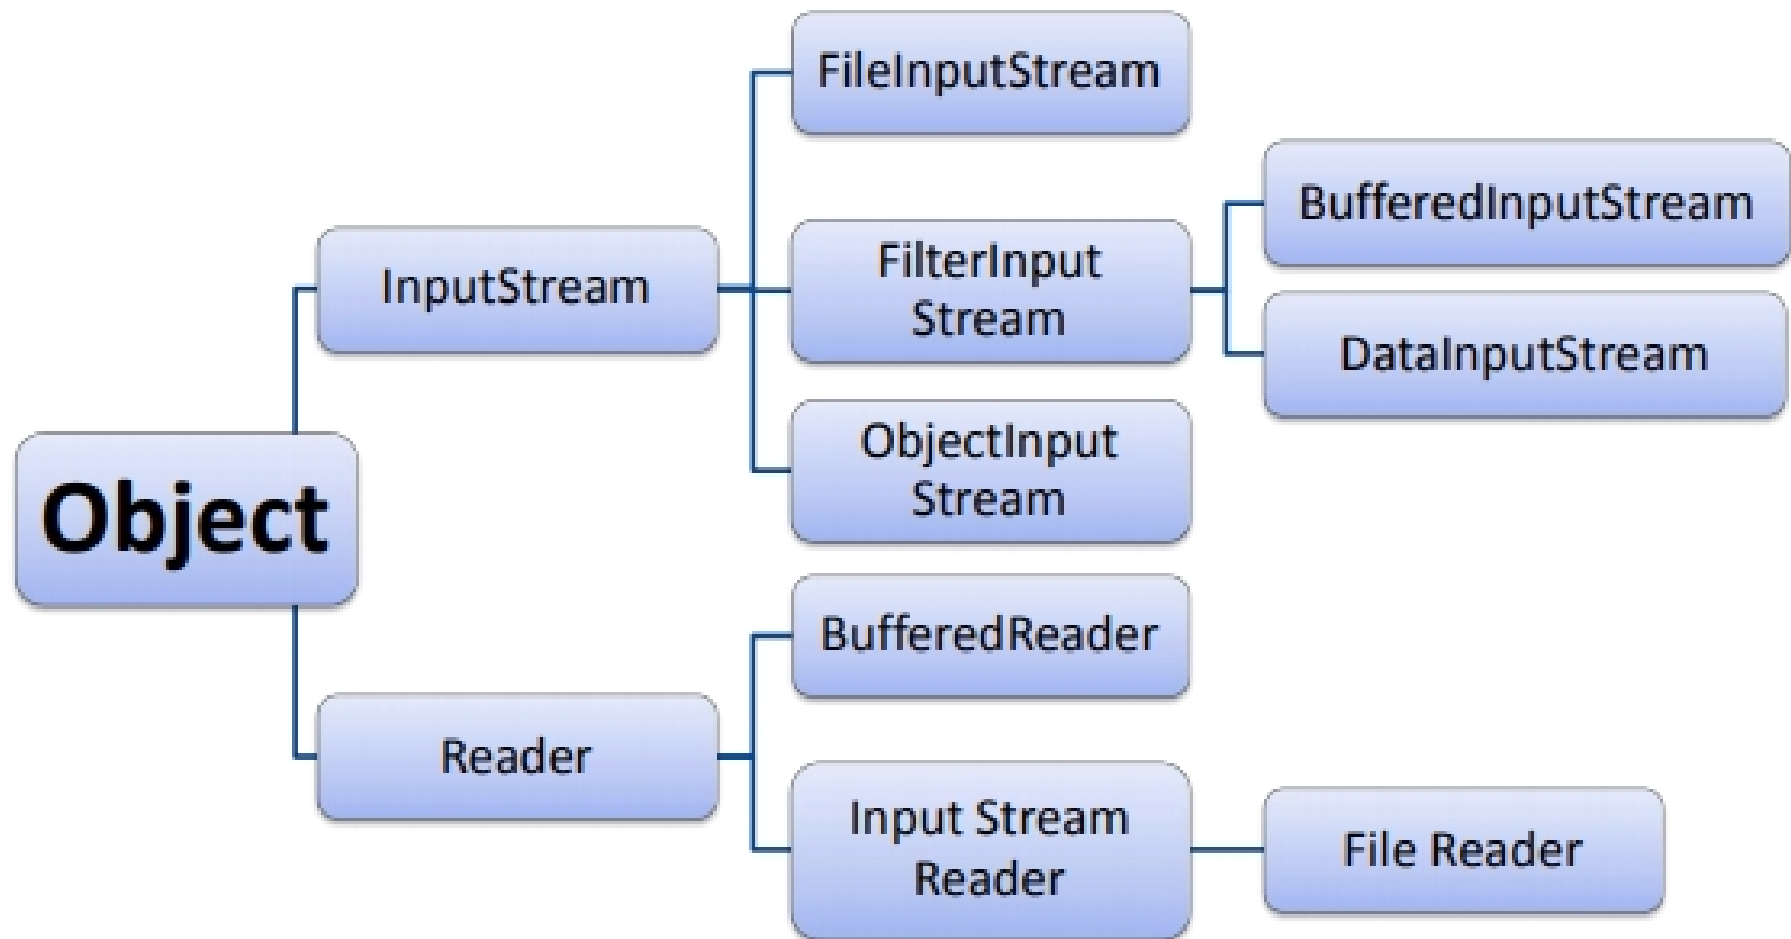 FileInputStream
BufferedInputStream
InputStream
FilterInput
Stream
DataInputStream
ObjectInput
Stream
Object
BufferedReader
Reader
Input Stream
Reader
File Reader